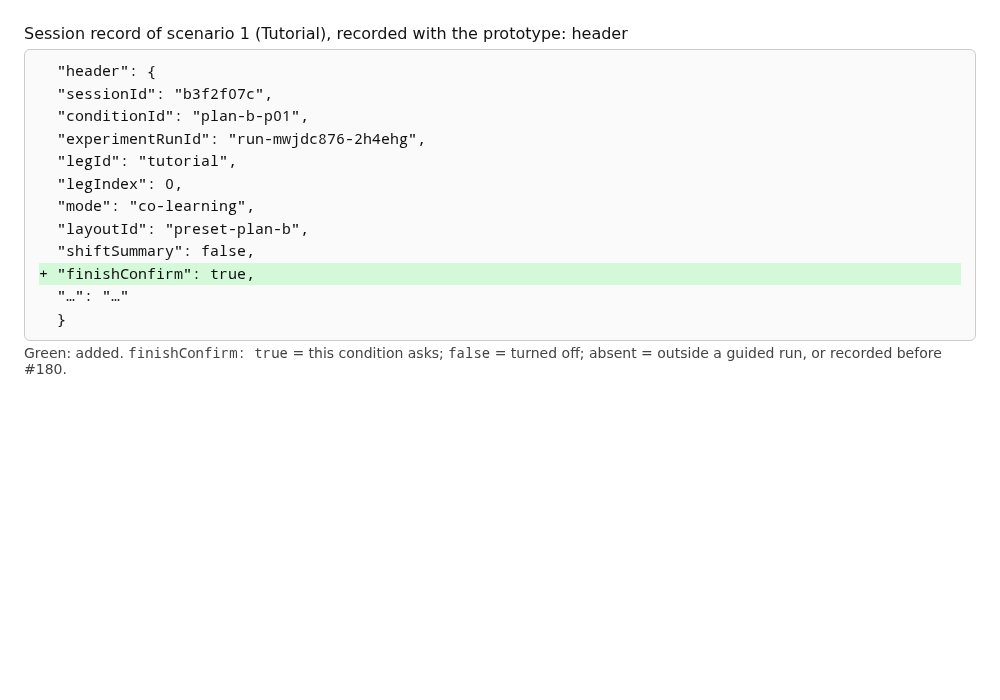 Session record of scenario 1 (Tutorial), recorded with the prototype: header
"header": {
"sessionId": "b3f2f07c",
"conditionId": "plan-b-p01",
"experimentRunId": "run-mwjdc876-2h4ehg",
"legId": "tutorial",
"legIndex": 0,
"mode": "co-learning",
"layoutId": "preset-plan-b",
"shiftSummary": false,
+ "finishConfirm": true,
"…": "…"
}
Green: added. finishConfirm: true = this condition asks; false = turned off; absent = outside a guided run, or recorded before
#180.